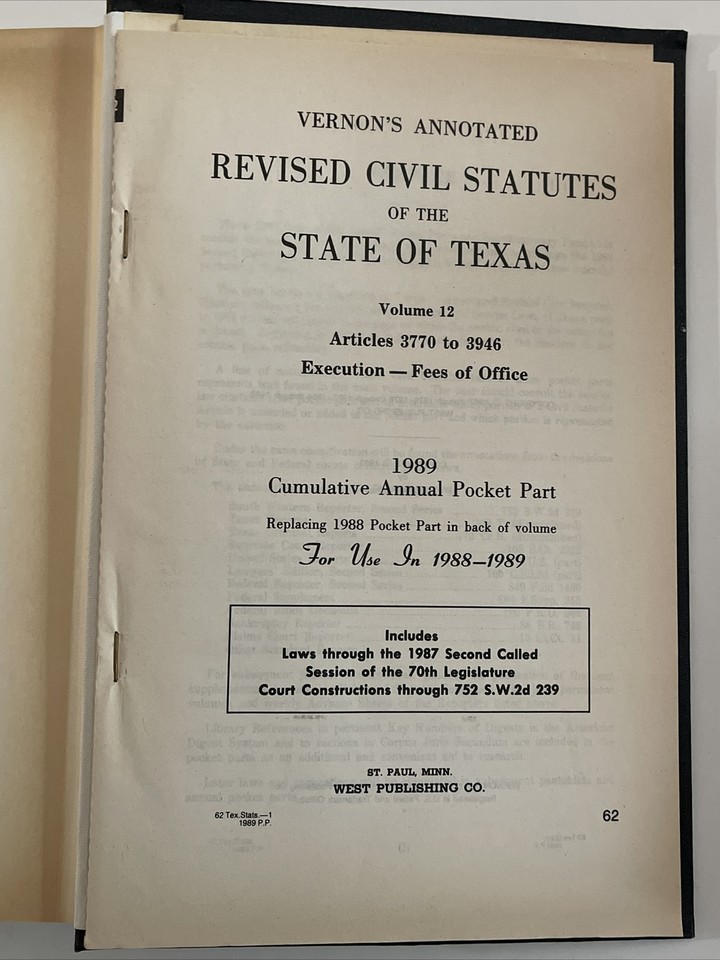 VERNON'S ANNOTATED
REVISED CIVIL STATUTES
OF THE
STATE OF TEXAS
Volume 12
Articles 3770 to 3946
Execution — Fees of Office
1989
Cumulative Annual Pocket Part
Replacing 1988 Pocket Part in back of volume
For Use In 1988–1989
Includes
Laws through the 1987 Second Called
Session of the 70th Legislature
Court Constructions through 752 S.W.2d 239
ST. PAUL, MINN.
WEST PUBLISHING CO.
62 Tex.Stats.—1
1989 P.P.
62